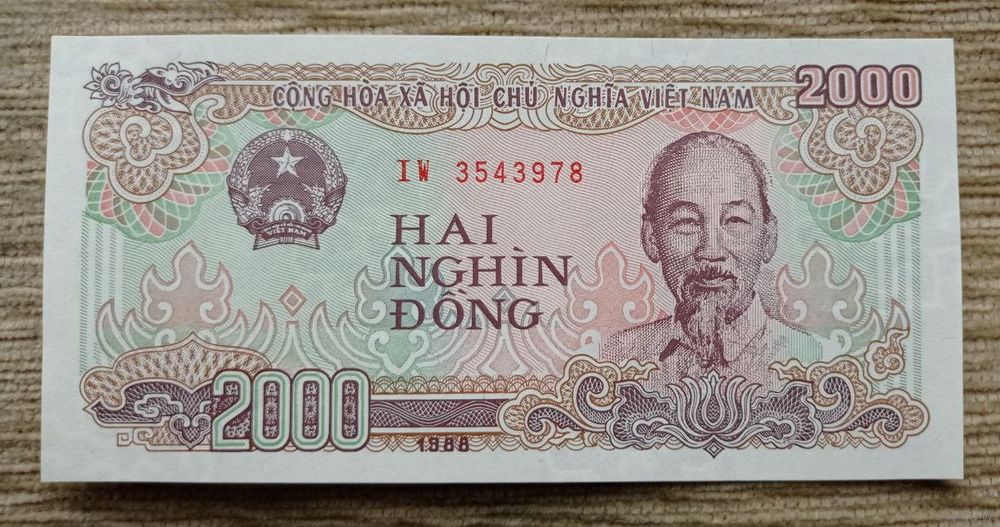 CỘNG HÒA XÃ HỘI CHỦ NGHĨA VIỆT NAM
2000
IW 3543978
VIỆT NAM
HAI
NGHÌN
ĐỒNG
2000
1988